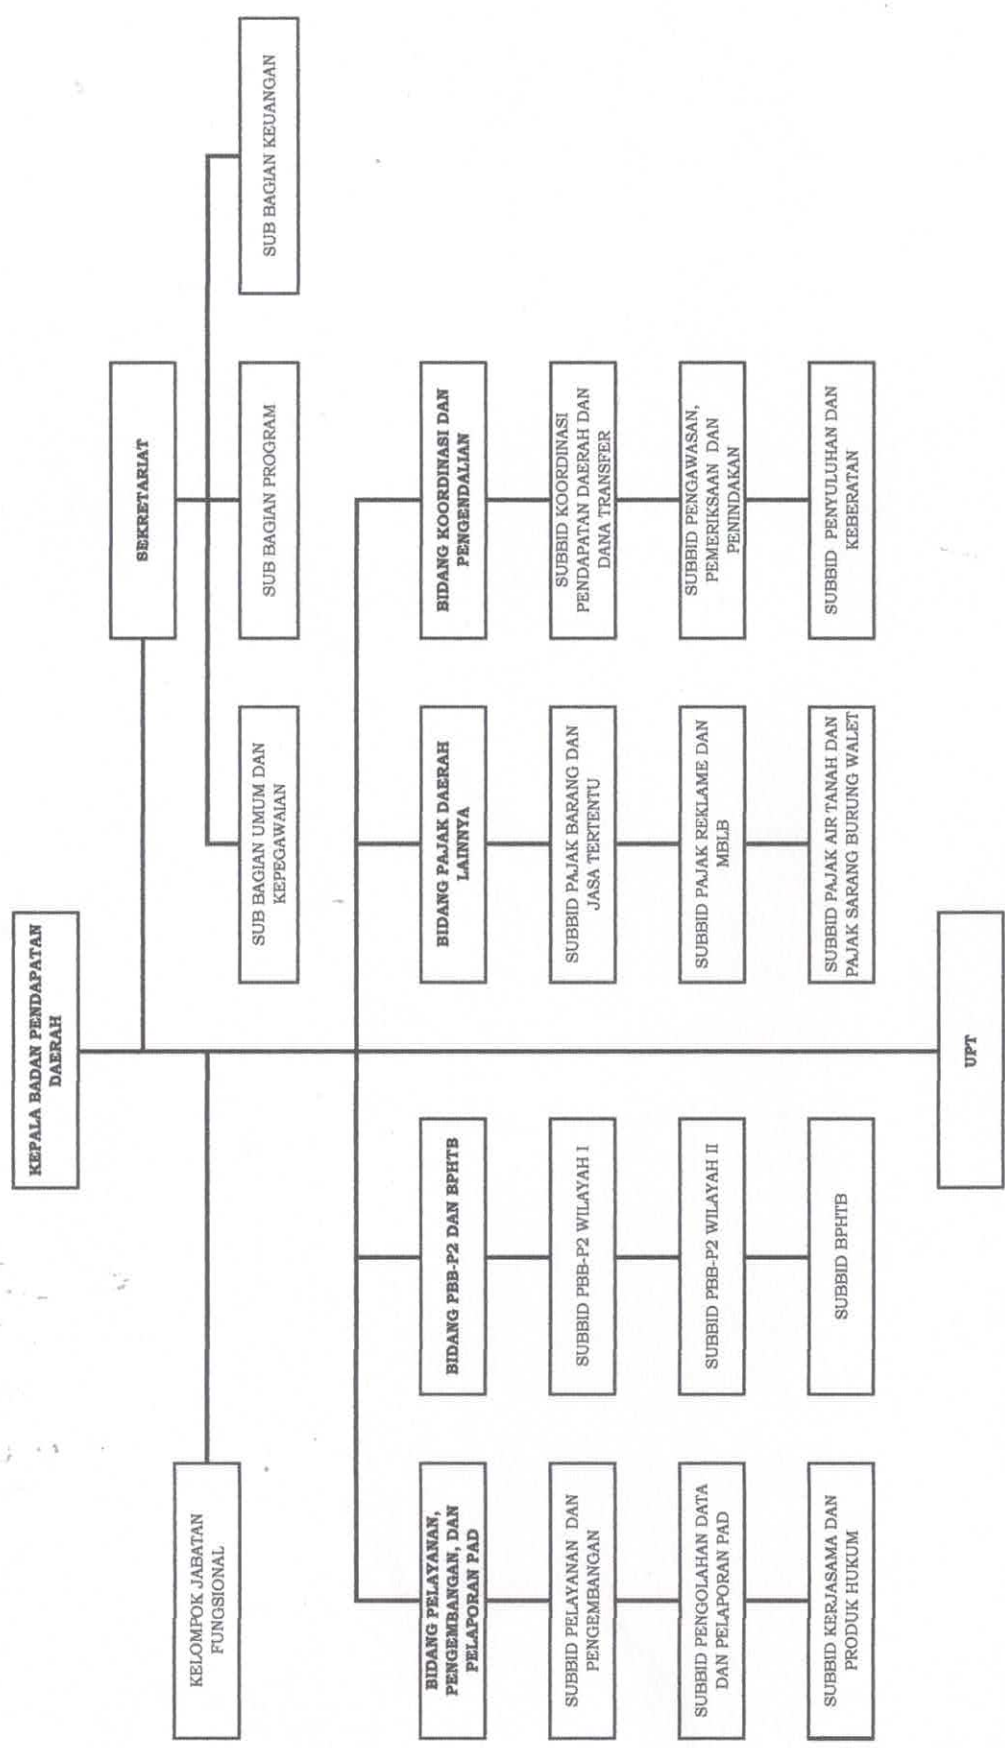 KEPALA BADAN PENDAPATAN
DAERAH
SEKRETARIAT
KELOMPOK JABATAN
FUNGSIONAL
SUB BAGIAN UMUM DAN
KEPEGAWAIAN
SUB BAGIAN PROGRAM
SUB BAGIAN KEUANGAN
BIDANG PELAYANAN,
PENGEMBANGAN, DAN
PELAPORAN PAD
BIDANG PBB-P2 DAN BPHTB
BIDANG PAJAK DAERAH
LAINNYA
BIDANG KOORDINASI DAN
PENGENDALIAN
SUBBID PELAYANAN DAN
PENGEMBANGAN
SUBBID PBB-P2 WILAYAH I
SUBBID PAJAK BARANG DAN
JASA TERTENTU
SUBBID KOORDINASI
PENDAPATAN DAERAH DAN
DANA TRANSFER
SUBBID PENGOLAHAN DATA
DAN PELAPORAN PAD
SUBBID PBB-P2 WILAYAH II
SUBBID PAJAK REKLAME DAN
MBLB
SUBBID PENGAWASAN,
PEMERIKSAAN DAN
PENINDAKAN
SUBBID KERJASAMA DAN
PRODUK HUKUM
SUBBID BPHTB
SUBBID PAJAK AIR TANAH DAN
PAJAK SARANG BURUNG WALET
SUBBID PENYULUHAN DAN
KEBERATAN
UPT